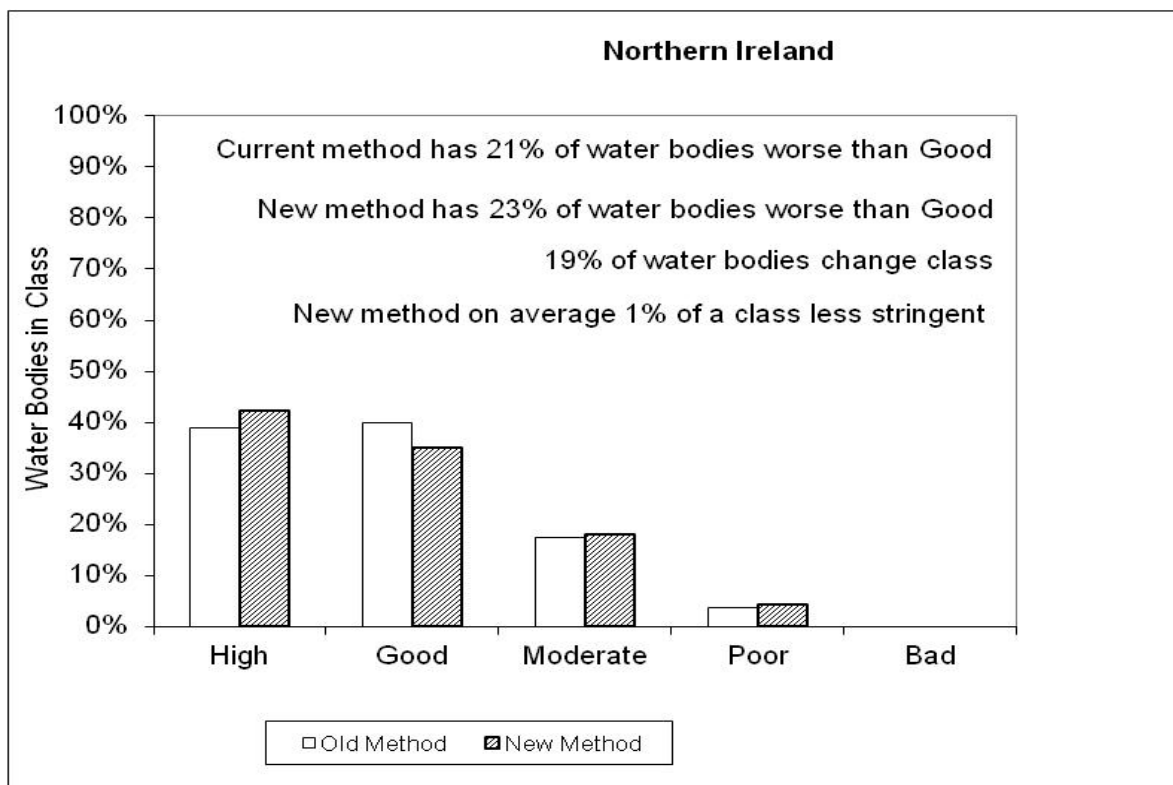 Northern Ireland
Current method has 21% of water bodies worse than Good
New method has 23% of water bodies worse than Good
19% of water bodies change class
New method on average 1% of a class less stringent
Water Bodies in Class
100%
90%
80%
70%
60%
50%
40%
30%
20%
10%
0%
High Good Moderate Poor Bad
Old Method New Method